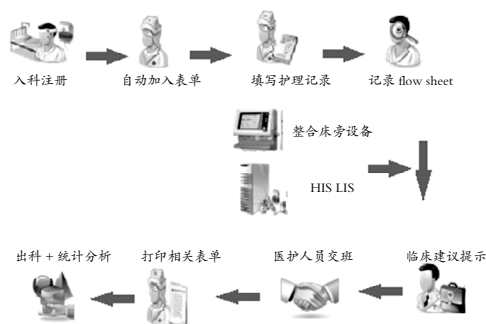 入科注册
自动加入表单
填写护理记录
记录 flow sheet
整合床旁设备
HIS LIS
出科 + 统计分析
打印相关表单
医护人员交班
临床建议提示